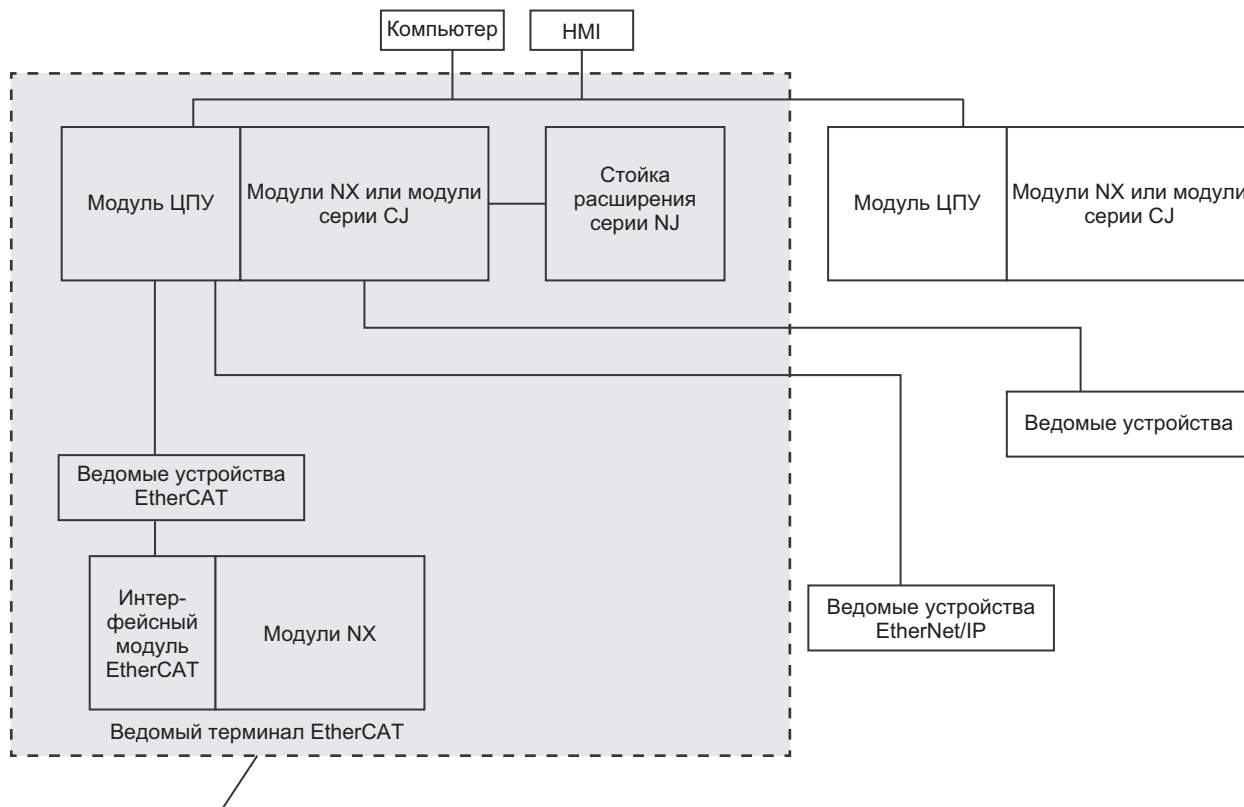 Компьютер
HMI
Модуль ЦПУ
Модули NX или модули
серии CJ
Стойка
расширения
серии NJ
Модуль ЦПУ
Модули NX или модули
серии CJ
Ведомые устройства
Ведомые устройства
EtherCAT
Интер-
фейсный
модуль
EtherCAT
Модули NX
Ведомые устройства
EtherNet/IP
Ведомый терминал EtherCAT